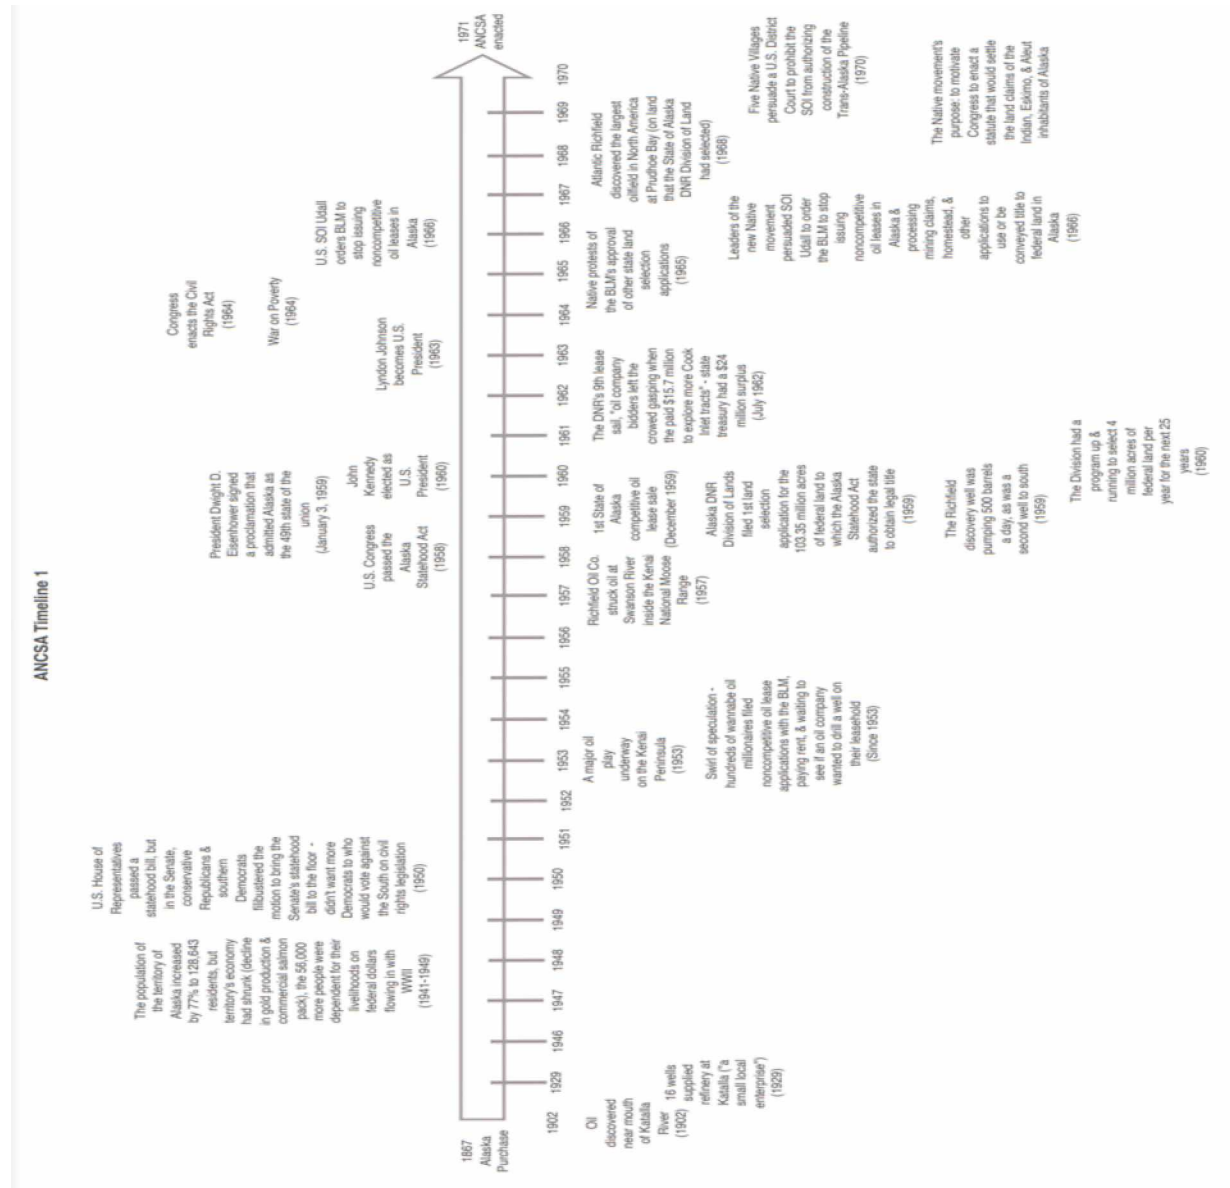 ANCSA Timeline 1
The population of
the territory of
Alaska increased
by 77% to 128,643
residents, but
territory's economy
had shrunk (decline
in gold production &
commercial salmon
pack), the 56,000
more people were
dependent for their
livelihoods on
federal dollars
flowing in with
WWII
(1941-1949)
U.S. House of
Representatives
passed a
statehood bill, but
in the Senate,
conservative
Republicans &
southern
Democrats
filibustered the
motion to bring the
Senate's statehood
bill to the floor -
didn't want more
Democrats to who
would vote against
the South on civil
rights legislation
(1950)
U.S. Congress
passed the
Alaska
Statehood Act
(1958)
President Dwight D.
Eisenhower signed
a proclamation that
admitted Alaska as
the 49th state of the
union
(January 3, 1959)
John
Kennedy
elected as
U.S.
President
(1960)
Lyndon Johnson
becomes U.S.
President
(1963)
Congress
enacts the Civil
Rights Act
(1964)
War on Poverty
(1964)
U.S. SOI Udall
orders BLM to
stop issuing
noncompetitive
oil leases in
Alaska
(1966)
1867
Alaska
Purchase
1971
ANCSA
enacted
1902 1929 1946 1947 1948 1949 1950 1951 1952 1953 1954 1955 1956 1957 1958 1959 1960 1961 1962 1963 1964 1965 1966 1967 1968 1969 1970
Oil
discovered
near mouth
of Katalla
River
(1902)
16 wells
supplied
refinery at
Katalla ("a
small local
enterprise")
(1929)
A major oil
play
underway
on the Kenai
Peninsula
(1953)
Swirl of speculation -
hundreds of wannabe oil
millionaires filed
noncompetitive oil lease
applications with the BLM,
paying rent, & waiting to
see if an oil company
wanted to drill a well on
their leasehold
(Since 1953)
Richfield Oil Co.
struck oil at
Swanson River
inside the Kenai
National Moose
Range
(1957)
1st State of
Alaska
competitive oil
lease sale
(December 1959)
Alaska DNR
Division of Lands
filed 1st land
selection
application for the
103.35 million acres
of federal land to
which the Alaska
Statehood Act
authorized the state
to obtain legal title
(1959)
The Richfield
discovery well was
pumping 500 barrels
a day, as was a
second well to south
(1959)
The Division had a
program up &
running to select 4
million acres of
federal land per
year for the next 25
years
(1960)
The DNR's 9th lease
sail, "oil company
bidders left the
crowed gasping when
the paid $15.7 million
to explore more Cook
Inlet tracts" - state
treasury had a $24
million surplus
(July 1962)
Native protests of
the BLM's approval
of other state land
selection
applications
(1965)
Leaders of the
new Native
movement
persuaded SOI
Udall to order
the BLM to stop
issuing
noncompetitive
oil leases in
Alaska &
processing
mining claims,
homestead, &
other
applications to
use or be
conveyed title to
federal land in
Alaska
(1966)
Atlantic Richfield
discovered the largest
oilfield in North America
at Prudhoe Bay (on land
that the State of Alaska
DNR Division of Land
had selected)
(1968)
Five Native Villages
persuade a U.S. District
Court to prohibit the
SOI from authorizing
construction of the
Trans-Alaska Pipeline
(1970)
The Native movement's
purpose: to motivate
Congress to enact a
statute that would settle
the land claims of the
Indian, Eskimo, & Aleut
inhabitants of Alaska